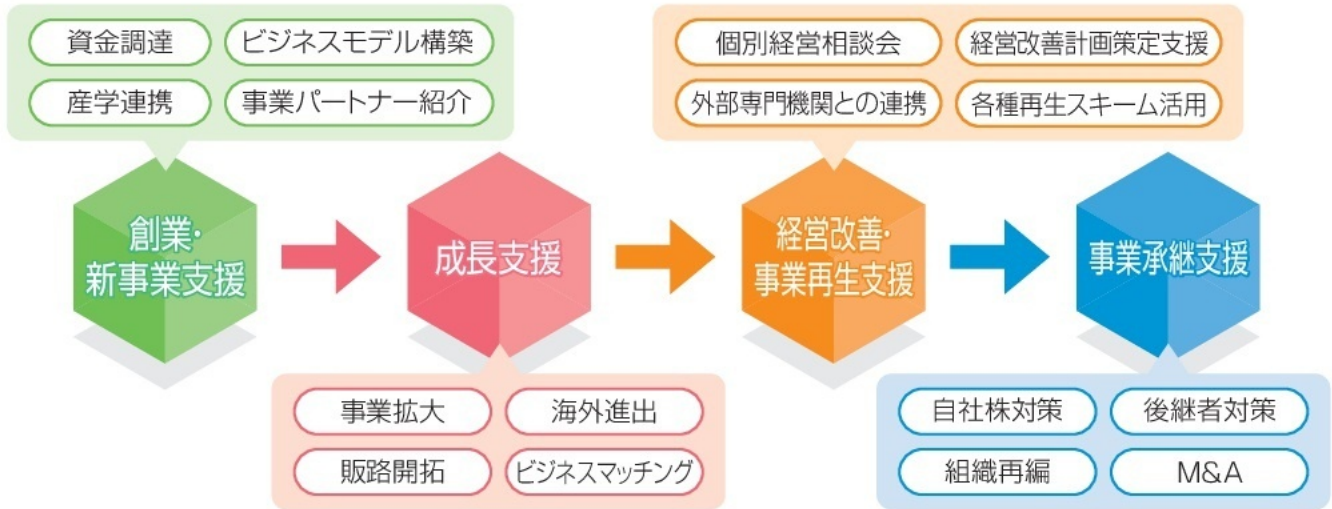 資金調達
ビジネスモデル構築
産学連携
事業パートナー紹介
個別経営相談会
経営改善計画策定支援
外部専門機関との連携
各種再生スキーム活用
創業・
新事業支援
成長支援
経営改善・
事業再生支援
事業承継支援
事業拡大
海外進出
販路開拓
ビジネスマッチング
自社株対策
後継者対策
組織再編
M&A